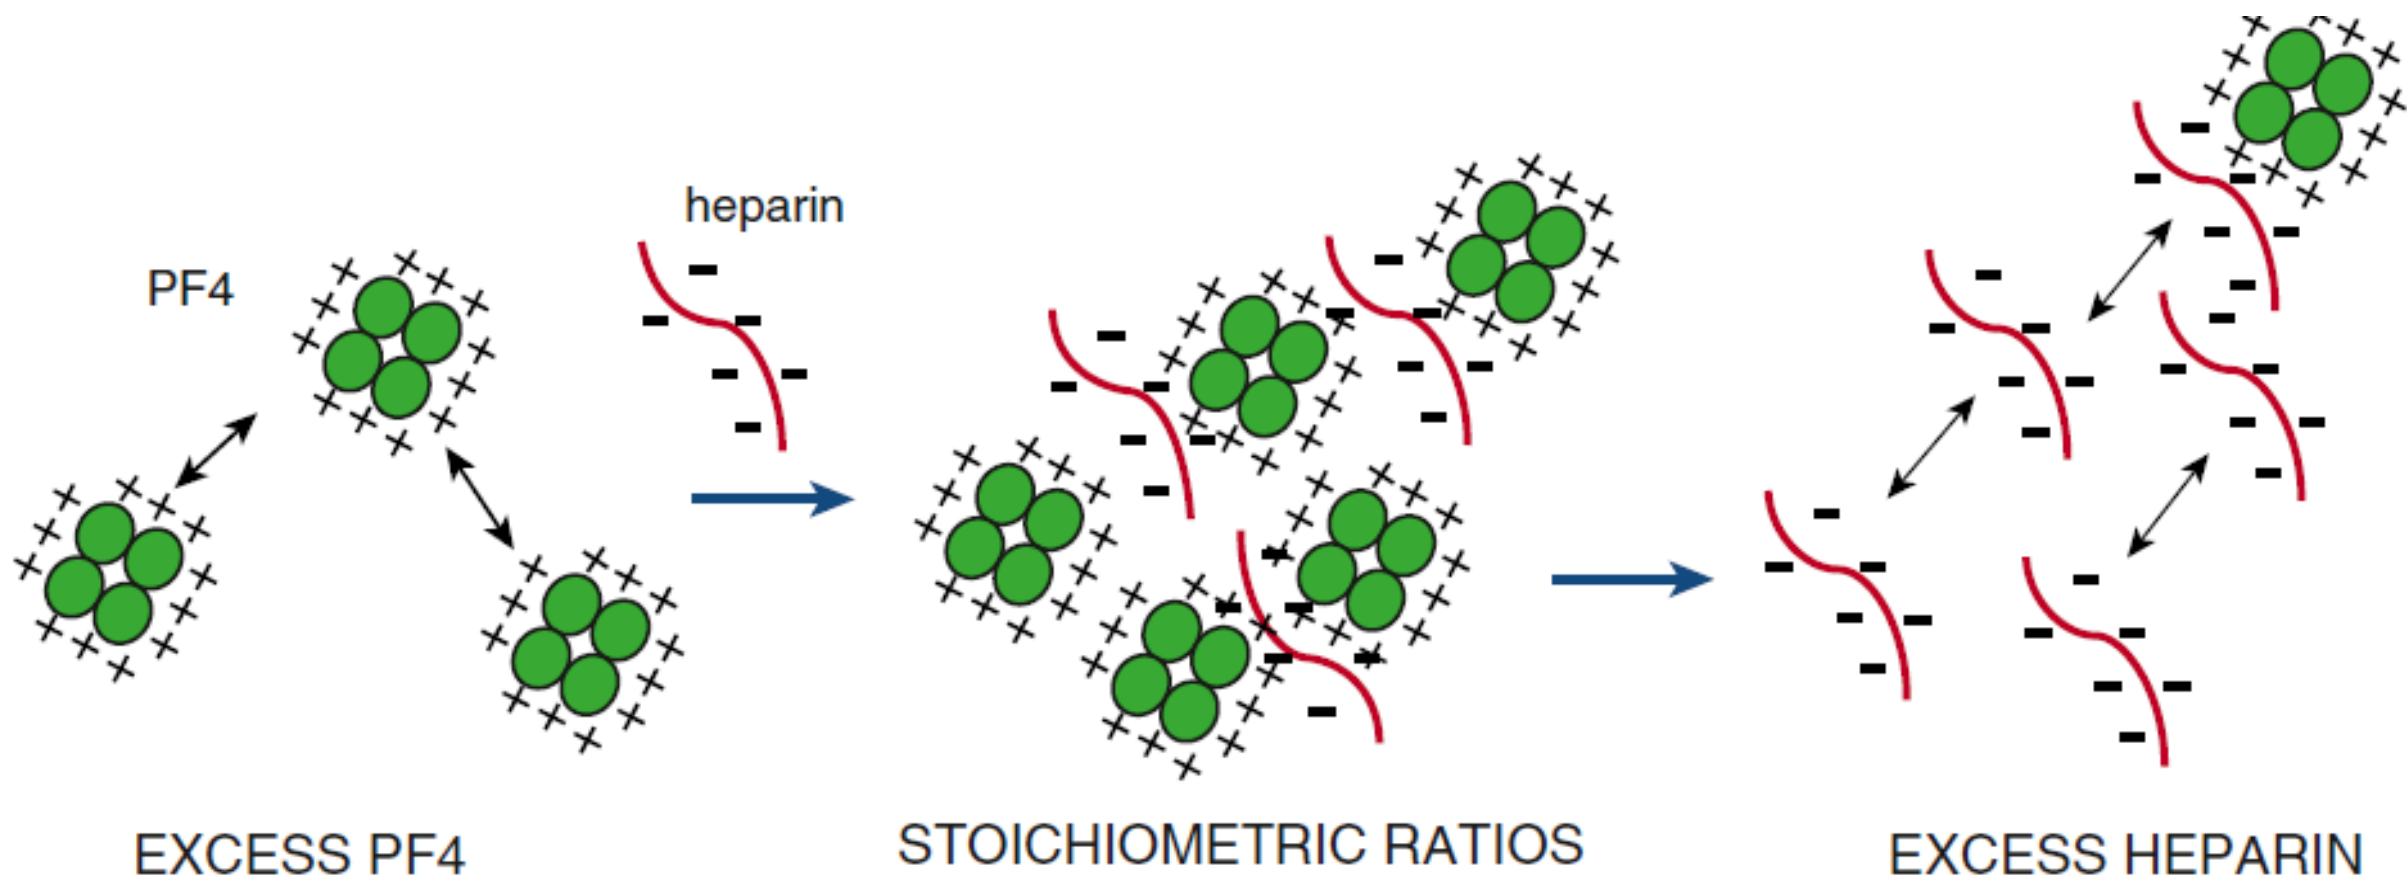 PF4
heparin
EXCESS PF4
STOICHIOMETRIC RATIOS
EXCESS HEPARIN